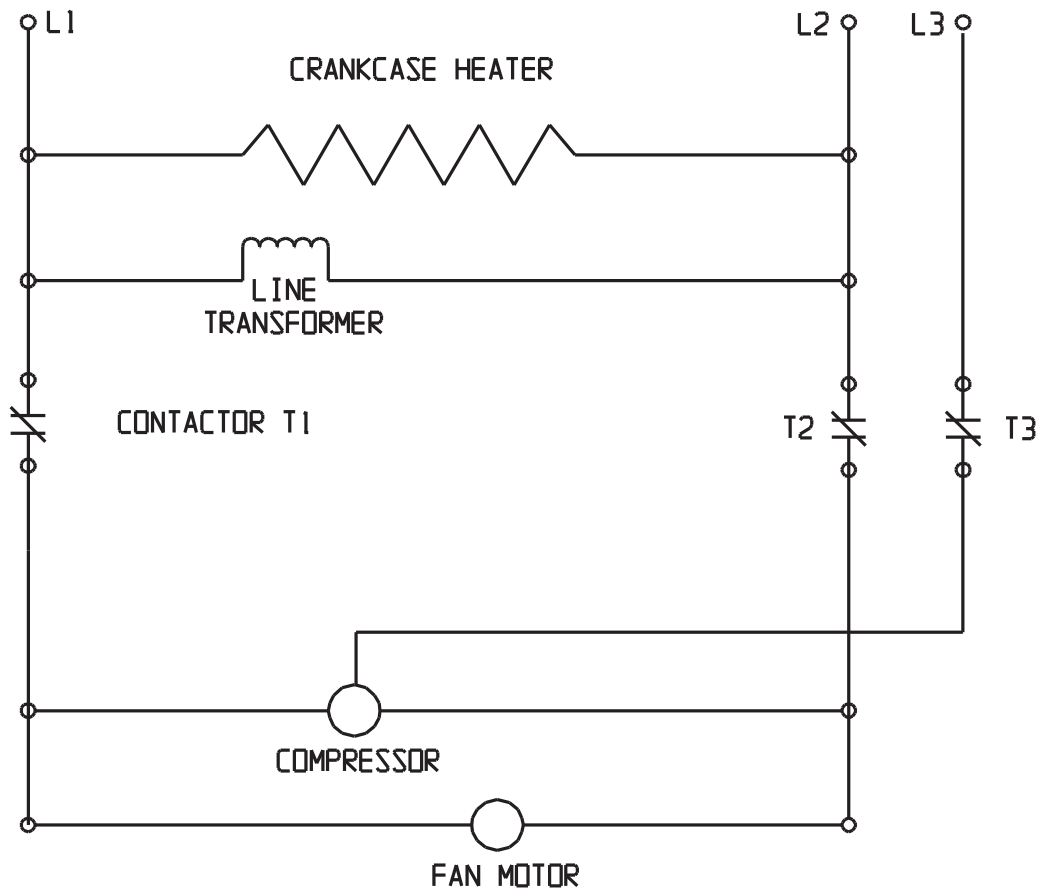 L1
L2
L3
CRANKCASE HEATER
LINE
TRANSFORMER
CONTACTOR T1
T2
T3
COMPRESSOR
FAN MOTOR